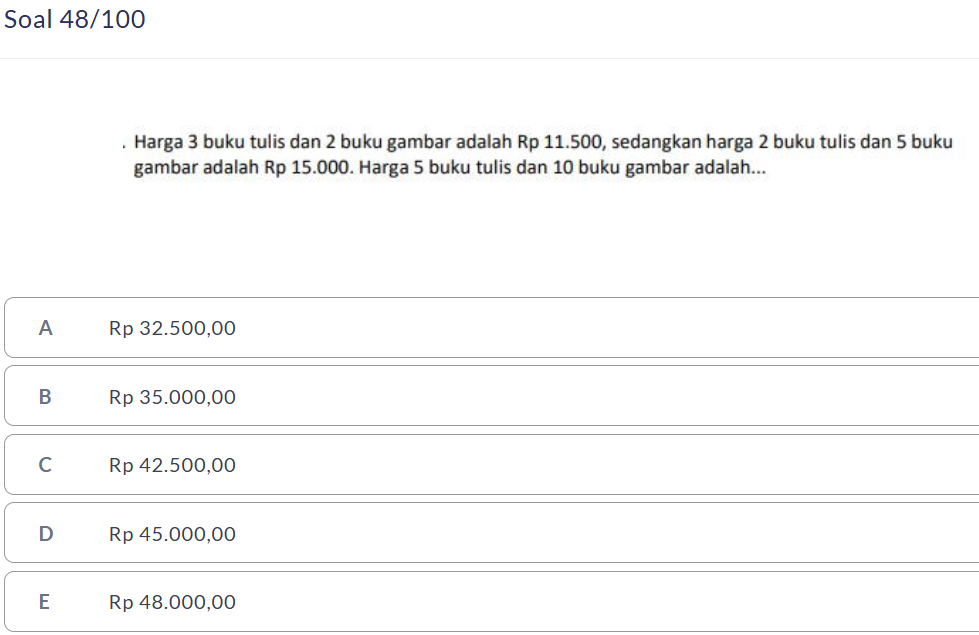 Soal 48/100
. Harga 3 buku tulis dan 2 buku gambar adalah Rp 11.500, sedangkan harga 2 buku tulis dan 5 buku
gambar adalah Rp 15.000. Harga 5 buku tulis dan 10 buku gambar adalah...
A Rp 32.500,00
B Rp 35.000,00
C Rp 42.500,00
D Rp 45.000,00
E Rp 48.000,00